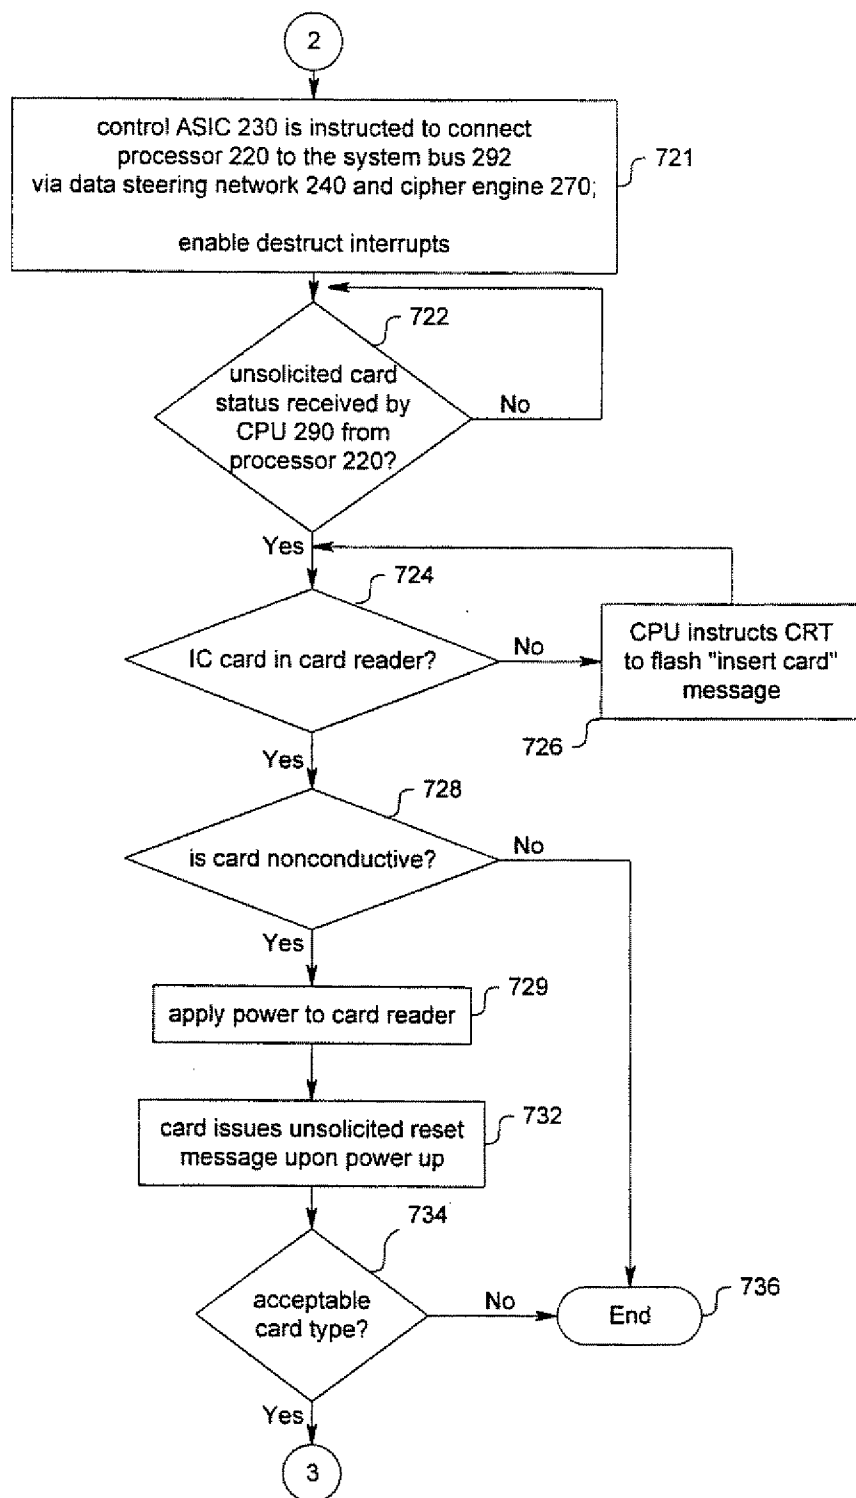 2
control ASIC 230 is instructed to connect
processor 220 to the system bus 292
via data steering network 240 and cipher engine 270;
enable destruct interrupts
721
722
unsolicited card
status received by
CPU 290 from
processor 220?
No
Yes
724
IC card in card reader?
No
CPU instructs CRT
to flash "insert card"
message
726
Yes
728
is card nonconductive?
No
Yes
729
apply power to card reader
732
card issues unsolicited reset
message upon power up
734
acceptable
card type?
No
End
736
Yes
3